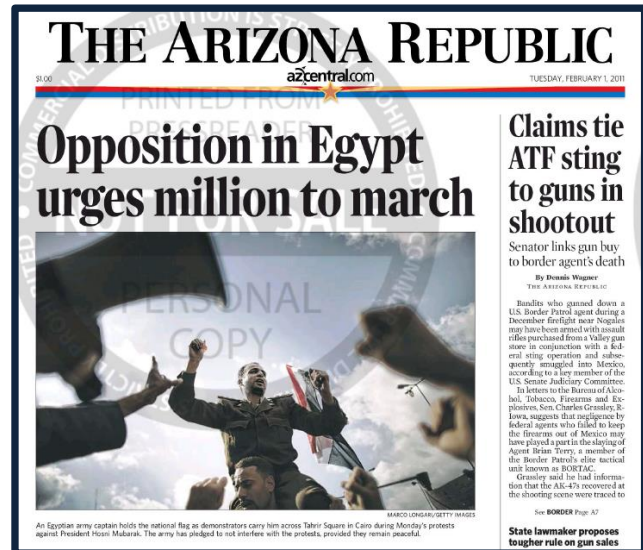 THE ARIZONA REPUBLIC
azcentral.com
$1.00
TUESDAY, FEBRUARY 1, 2011
PRINTED FROM
PRESSREADER
NOT FOR SALE
PERSONAL
COPY
Opposition in Egypt
urges million to march
MARCO LONGARI/GETTY IMAGES
An Egyptian army captain holds the national flag as demonstrators carry him across Tahrir Square in Cairo during Monday's protests
against President Hosni Mubarak. The army has pledged to not interfere with the protests, provided they remain peaceful.
Claims tie
ATF sting
to guns in
shootout
Senator links gun buy
to border agent's death
By Dennis Wagner
THE ARIZONA REPUBLIC
Bandits who gunned down a
U.S. Border Patrol agent during a
December firefight near Nogales
may have been armed with assault
rifles purchased from a Valley gun
store in conjunction with a fed-
eral sting operation and subse-
quently smuggled into Mexico,
according to a key member of the
U.S. Senate Judiciary Committee.
In letters to the Bureau of Alco-
hol, Tobacco, Firearms and Ex-
plosives, Sen. Charles Grassley, R-
Iowa, suggests that negligence by
federal agents who failed to keep
the firearms out of Mexico may
have played a part in the slaying of
Agent Brian Terry, a member of
the Border Patrol's elite tactical
unit known as BORTAC.
Grassley said he had informa-
tion that the AK-47s recovered at
the shooting scene were traced to
See BORDER Page A7
State lawmaker proposes
tougher rule on gun sales